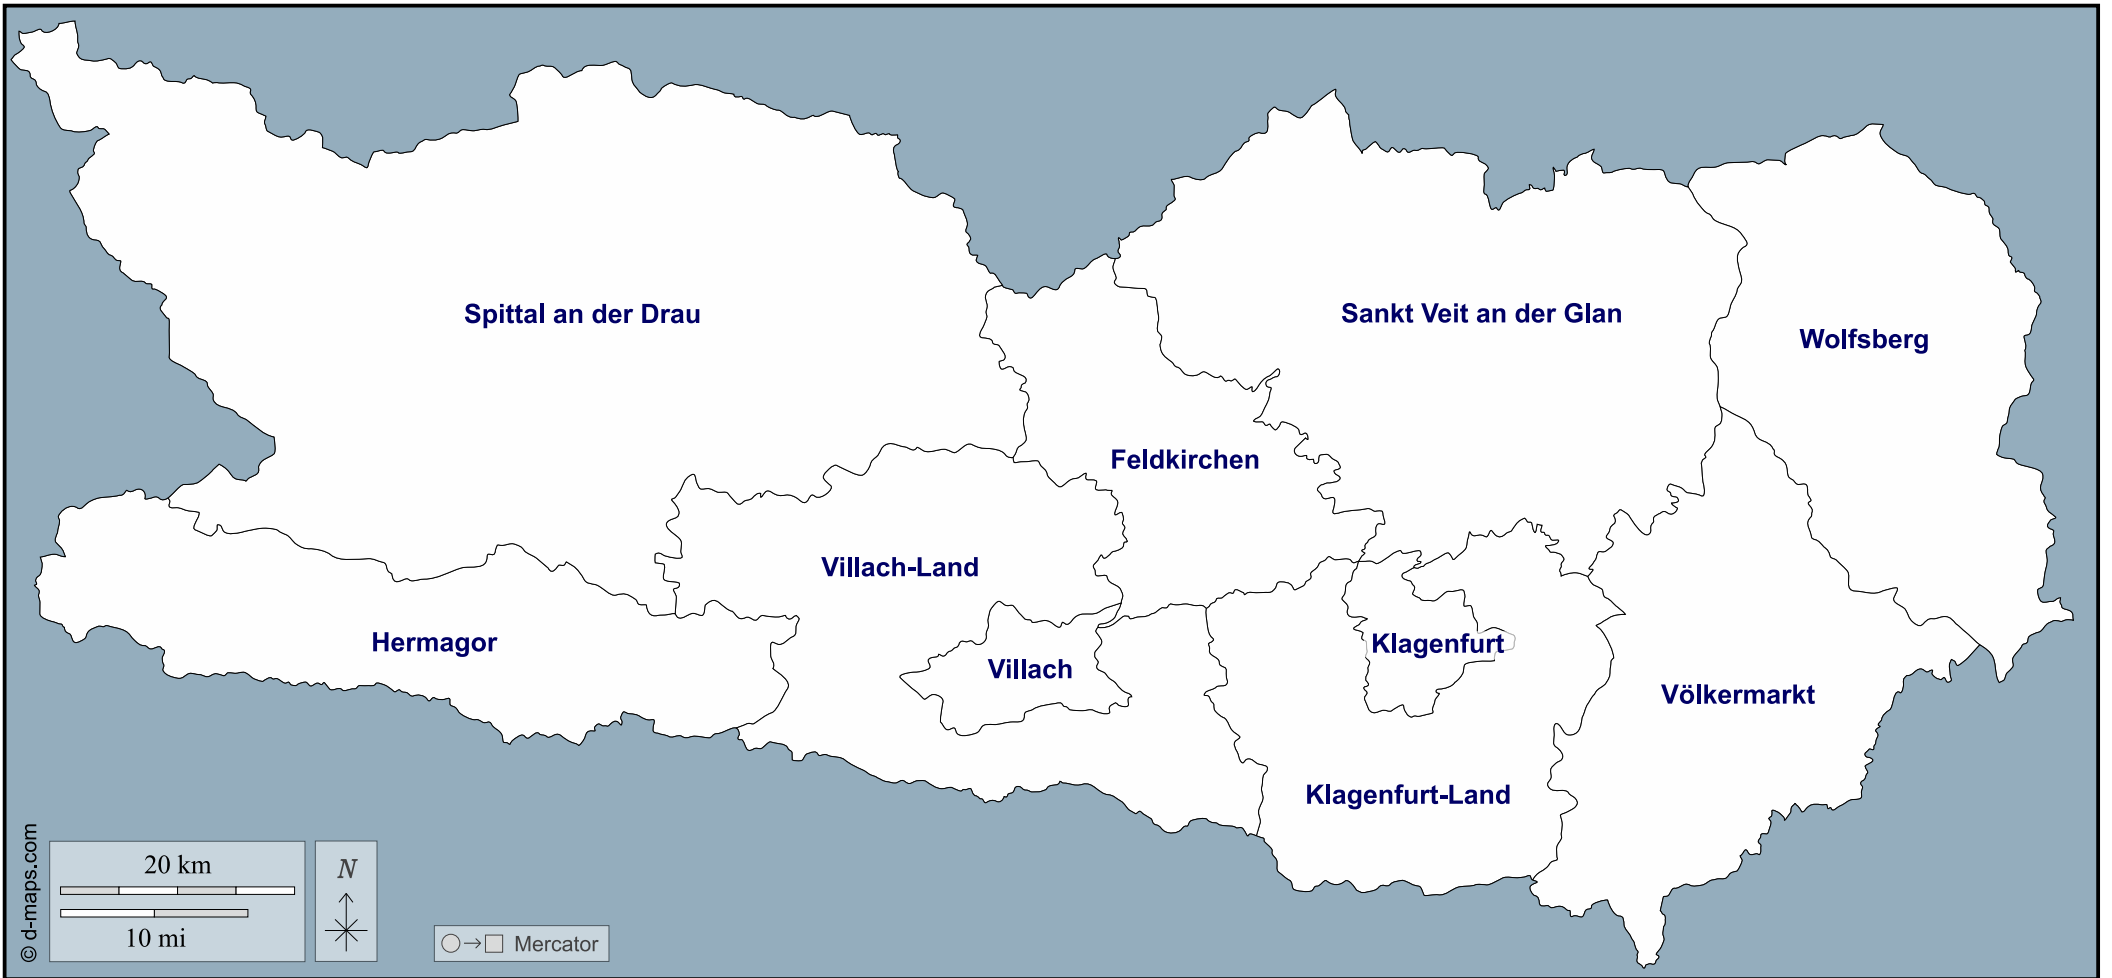 Spittal an der Drau
Sankt Veit an der Glan
Wolfsberg
Feldkirchen
Villach-Land
Hermagor
Villach
Klagenfurt
Völkermarkt
Klagenfurt-Land
© d-maps.com
20 km
10 mi
N
Mercator